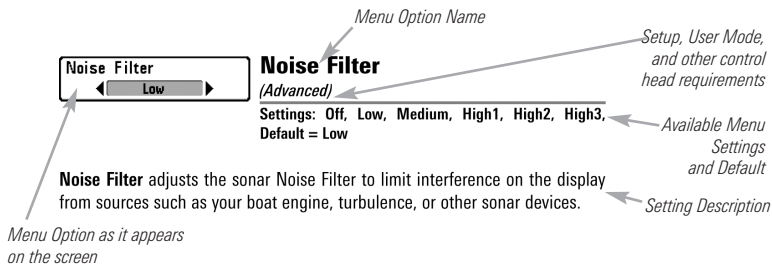 Menu Option Name
Setup, User Mode,
and other control
head requirements
Noise Filter
Low
Noise Filter
(Advanced)
Settings: Off, Low, Medium, High1, High2, High3,
Default = Low
Available Menu
Settings
and Default
Noise Filter adjusts the sonar Noise Filter to limit interference on the display
from sources such as your boat engine, turbulence, or other sonar devices.
Setting Description
Menu Option as it appears
on the screen